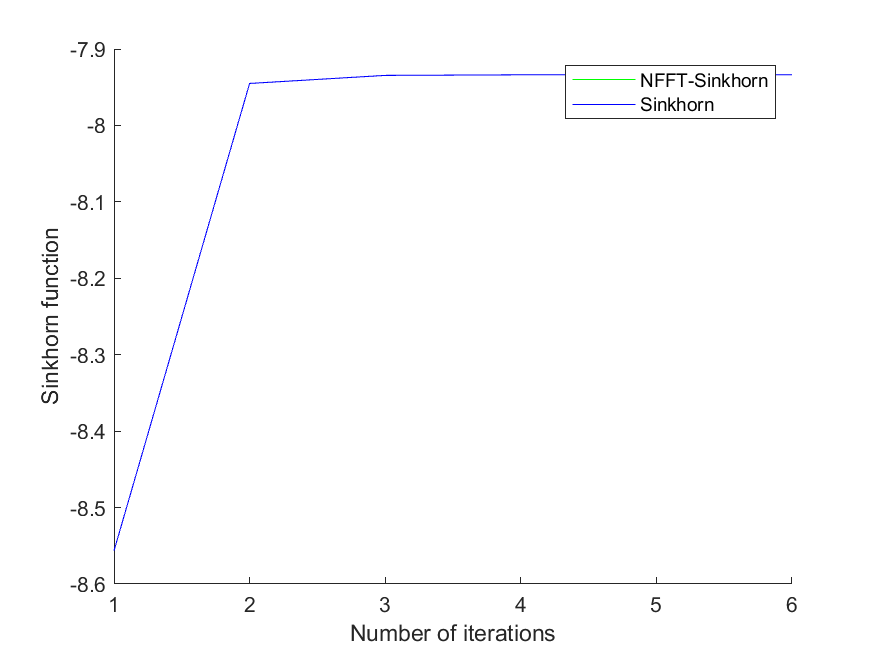 -7.9
-8
-8.1
-8.2
-8.3
-8.4
-8.5
-8.6
Sinkhorn function
NFFT-Sinkhorn
Sinkhorn
1 2 3 4 5 6
Number of iterations